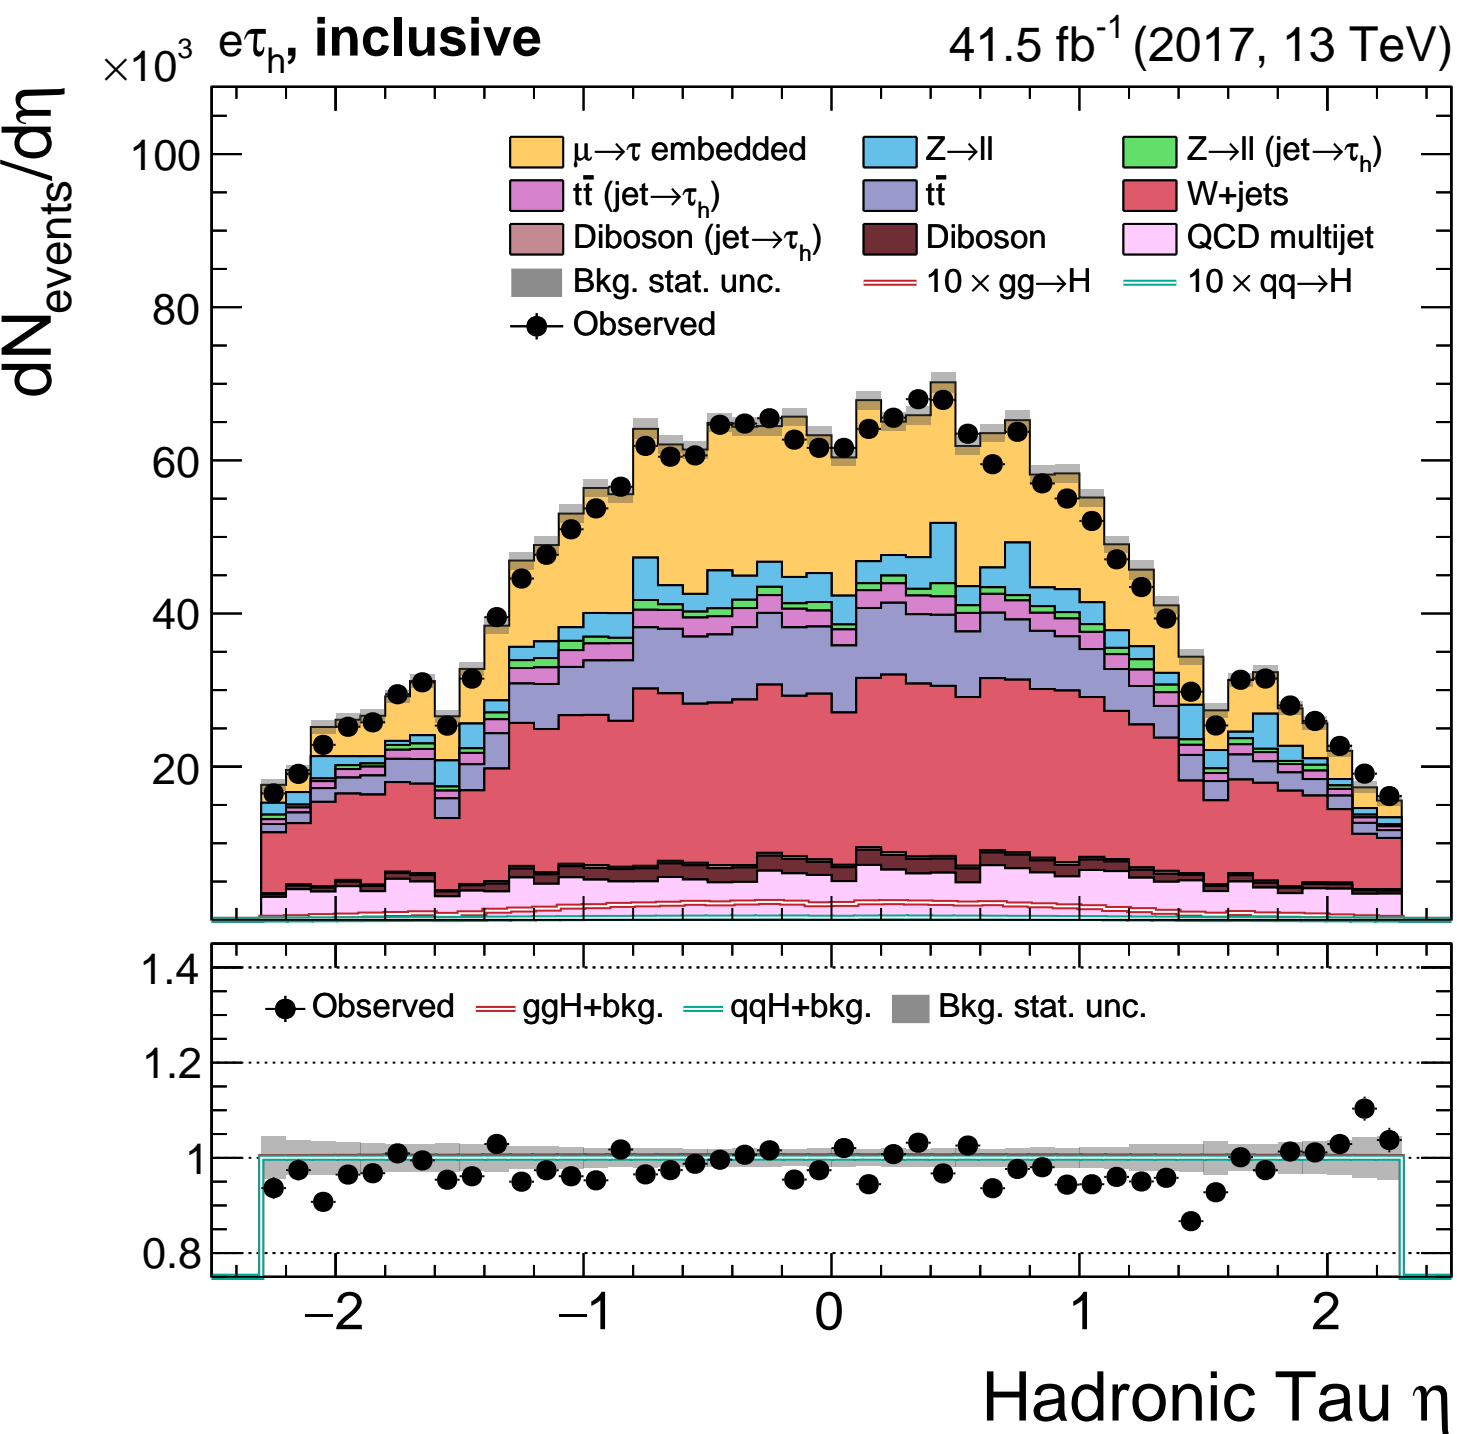 ×10³ eτₕ, inclusive 41.5 fb⁻¹ (2017, 13 TeV)
dN_events/dη
μ→τ embedded Z→ll Z→ll (jet→τₕ)
tt̄ (jet→τₕ) tt̄ W+jets
Diboson (jet→τₕ) Diboson QCD multijet
Bkg. stat. unc. 10 × gg→H 10 × qq→H
Observed
100
80
60
40
20
1.4
Observed ggH+bkg. qqH+bkg. Bkg. stat. unc.
1.2
1
0.8
−2 −1 0 1 2
Hadronic Tau η